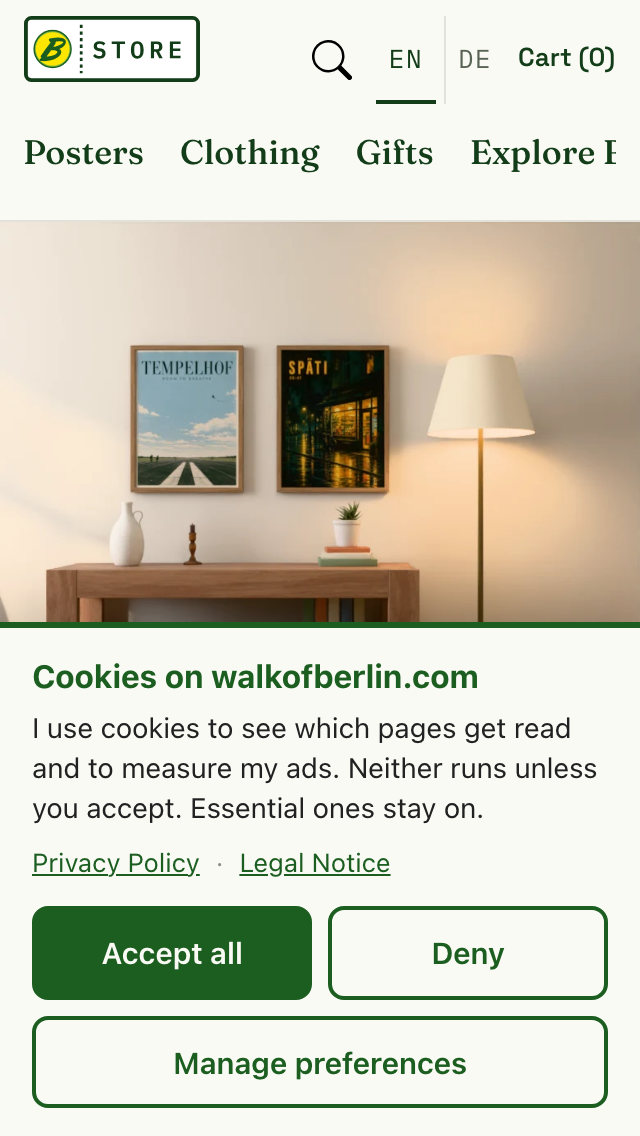 B STORE
EN
DE
Cart (0)
Posters Clothing Gifts Explore
TEMPELHOF
SPÄTI
Cookies on walkofberlin.com
I use cookies to see which pages get read
and to measure my ads. Neither runs unless
you accept. Essential ones stay on.
Privacy Policy · Legal Notice
Accept all
Deny
Manage preferences